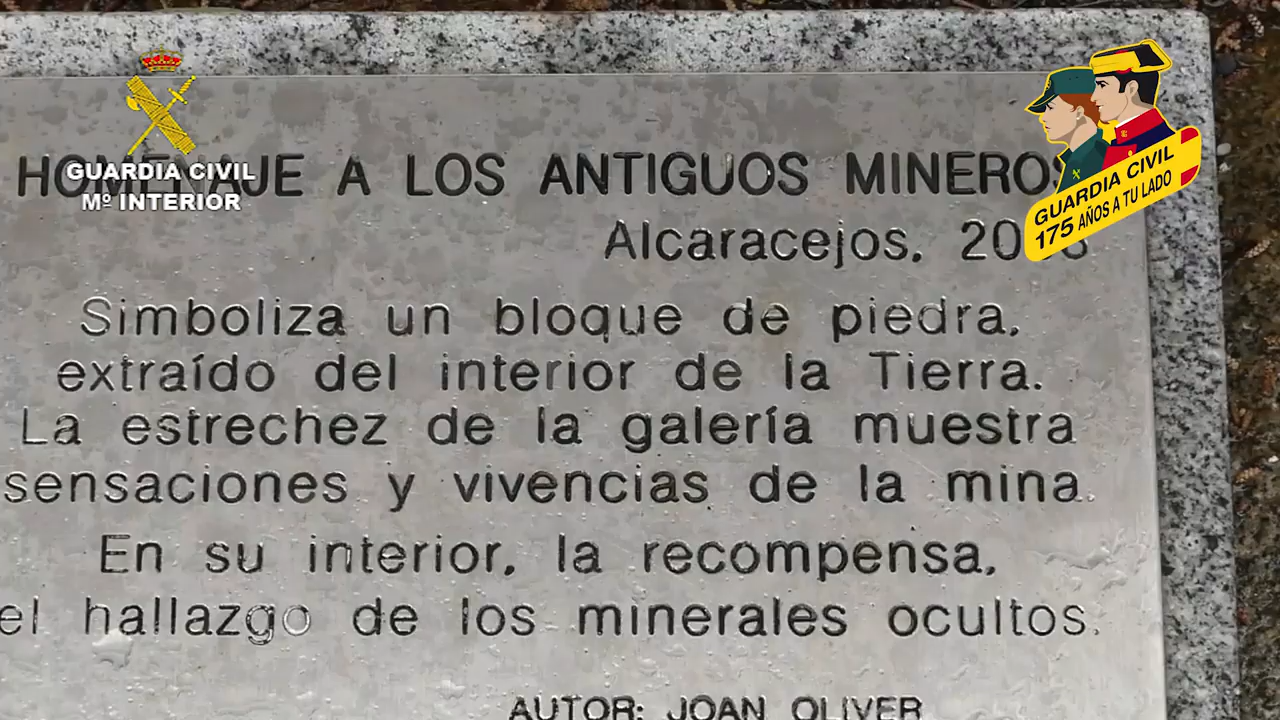 GUARDIA CIVIL
Mº INTERIOR
GUARDIA CIVIL
175 AÑOS A TU LADO
HOMENAJE A LOS ANTIGUOS MINEROS
Alcaracejos,
Simboliza un bloque de piedra,
extraído del interior de la Tierra.
La estrechez de la galería muestra
sensaciones y vivencias de la mina.
En su interior, la recompensa,
el hallazgo de los minerales ocultos.
AUTOR: JOAN OLIVER